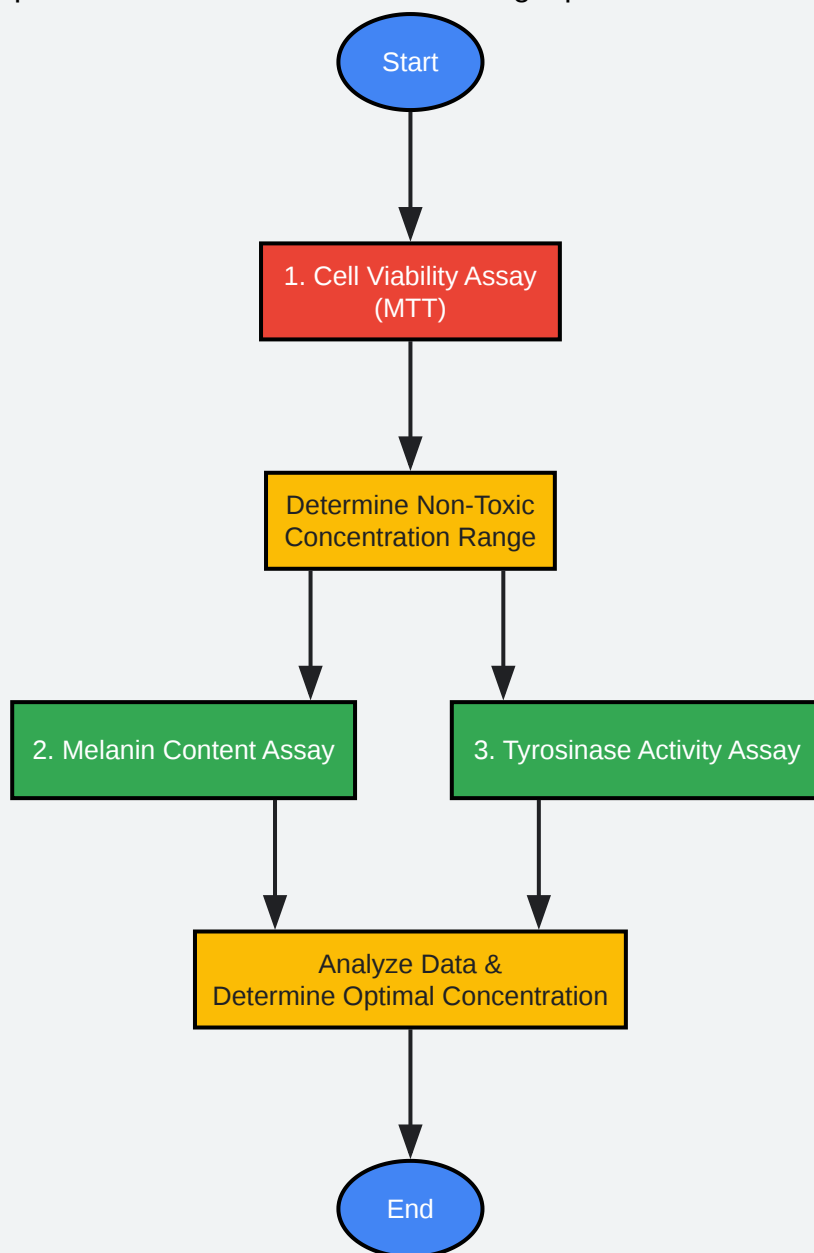 Start
1. Cell Viability Assay
(MTT)
Determine Non-Toxic
Concentration Range
2. Melanin Content Assay
3. Tyrosinase Activity Assay
Analyze Data &
Determine Optimal Concentration
End